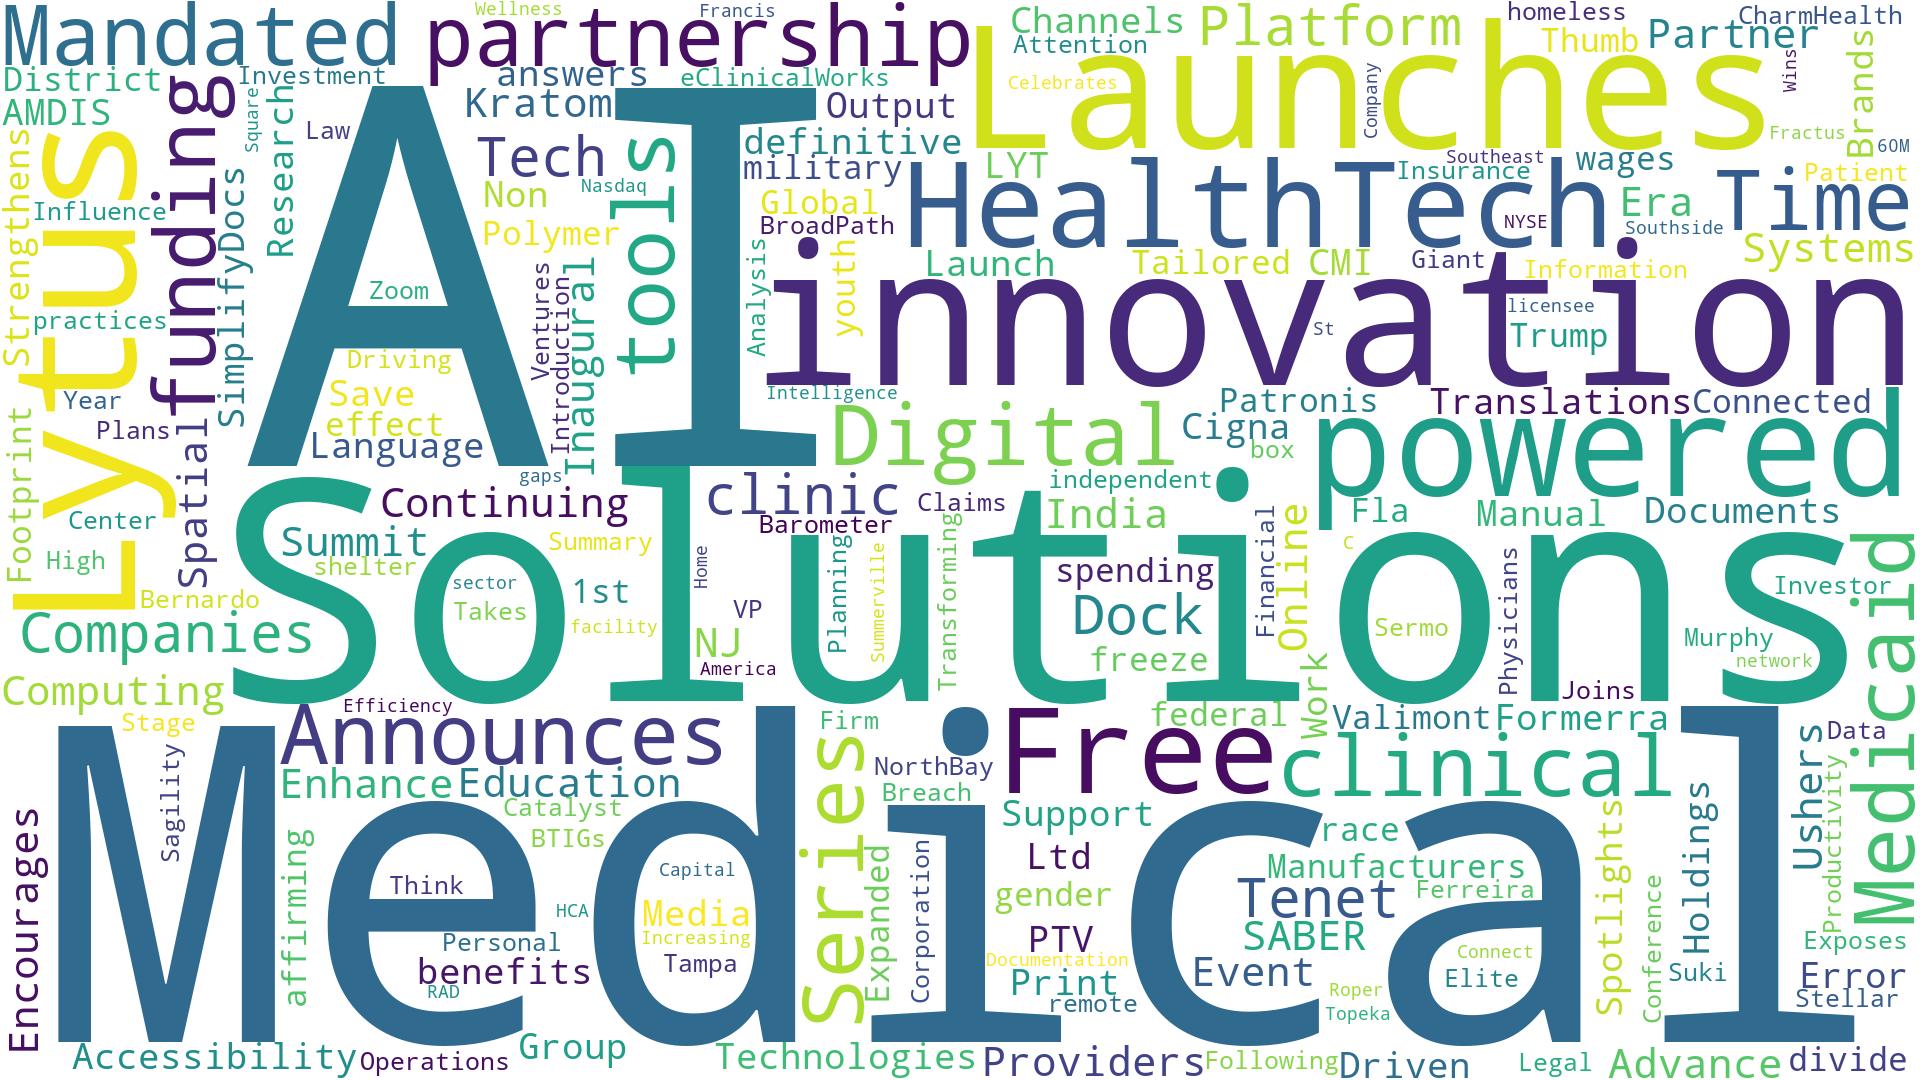 Mandated
partnership
Wellness
Francis
Channels
Platform
homeless
CharmHealth
Attention
Thumb
Partner
Launches
District
Investment
answers
eClinicalWorks
Celebrates
Company
Wins
Brands
AMDIS
Square
Research
Law
Kratom
Output
Fractus
6OM
Lytus
funding
AI
tools
Tech
definitive
military
LYT
Southeast
Insurance
wages
Patient
Strengthens
Influence
SimplifyDocs
Non
Nasdaq
Global
HealthTech
Era
Time
Polymer
BroadPath
NYSE
Southside
Systems
practices
Zoom
Ventures
Introduction
Inaugural
Analysis
youth
Launch
Tailored
CMI
Giant
Information
innovation
licensee
St
Trump
Driving
Year
Save
effect
Intelligence
Patronis
Translations
Connected
Footprint
Plans
Spatial
Language
gaps
Digital
Cigna
box
powered
Center
High
Continuing
clinic
Claims
independent
India
Fla
Manual
Documents
Summit
shelter
Solutions
Summary
Barometer
C
Bernardo
sector
Takes
1st
facility
Home
VP
Planning
Summerville
Transforming
spending
Dock
Financial
Online
Sermo
Physicians
Investor
Companies
NJ
America
freeze
Work
Murphy
network
Joins
Medicaid
Computing
Stage
Efficiency
Announces
Firm
Free
federal
Valimont
Formerra
Data
Sagility
Enhance
Education
Series
NorthBay
Breach
clinical
Ushers
Productivity
Encourages
Catalyst
BTIGs
Support
race
Manufacturers
Spotlights
Holdings
affirming
Medical
Think
Capital
Expanded
Corporation
Ltd
gender
Tenet
Ferreira
Conference
HCA
Media
Increasing
PTV
SABER
Exposes
Personal
benefits
Tampa
Documentation
Print
Event
Connect
Elite
Suki
Error
RAD
remote
Roper
Topeka
Stellar
Accessibility
Operations
Group
Technologies
Providers
Following
Driven
Legal
Advance
divide